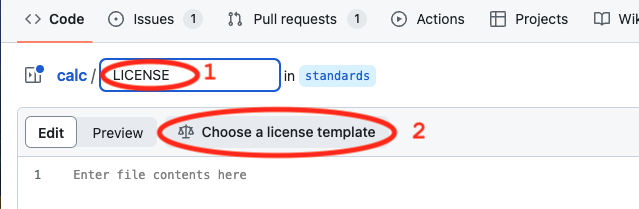 <> Code Issues 1 Pull requests 1 Actions Projects Wik
calc / LICENSE 1 in standards
Edit Preview Choose a license template 2
1 Enter file contents here